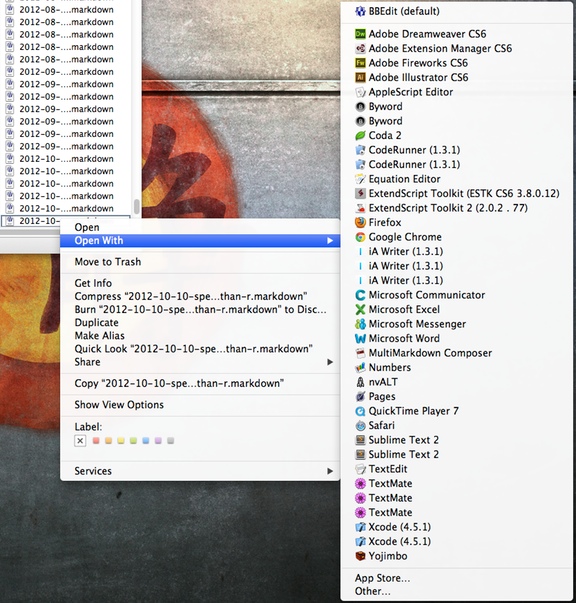 2012-08-....markdown
2012-08-....markdown
2012-08-....markdown
2012-08-....markdown
2012-08-....markdown
2012-09-....markdown
2012-09-....markdown
2012-09-....markdown
2012-09-....markdown
2012-09-....markdown
2012-09-....markdown
2012-10-....markdown
2012-10-....markdown
2012-10-....markdown
2012-10-....markdown
2012-10-....markdown
2012-10-....markdown
Open
Open With
Move to Trash
Get Info
Compress “2012-10-10-spe...than-r.markdown”
Burn “2012-10-10-spe...than-r.markdown” to Disc...
Duplicate
Make Alias
Quick Look “2012-10-10-spe...than-r.markdown”
Share
Copy “2012-10-10-spe...than-r.markdown”
Show View Options
Label:
Services
BBEdit (default)
Adobe Dreamweaver CS6
Adobe Extension Manager CS6
Adobe Fireworks CS6
Adobe Illustrator CS6
AppleScript Editor
Byword
Byword
Coda 2
CodeRunner (1.3.1)
CodeRunner (1.3.1)
Equation Editor
ExtendScript Toolkit (ESTK CS6 3.8.0.12)
ExtendScript Toolkit 2 (2.0.2 . 77)
Firefox
Google Chrome
iA Writer (1.3.1)
iA Writer (1.3.1)
iA Writer (1.3.1)
Microsoft Communicator
Microsoft Excel
Microsoft Messenger
Microsoft Word
MultiMarkdown Composer
Numbers
nvALT
Pages
QuickTime Player 7
Safari
Sublime Text 2
Sublime Text 2
TextEdit
TextMate
TextMate
TextMate
Xcode (4.5.1)
Xcode (4.5.1)
Yojimbo
App Store...
Other...